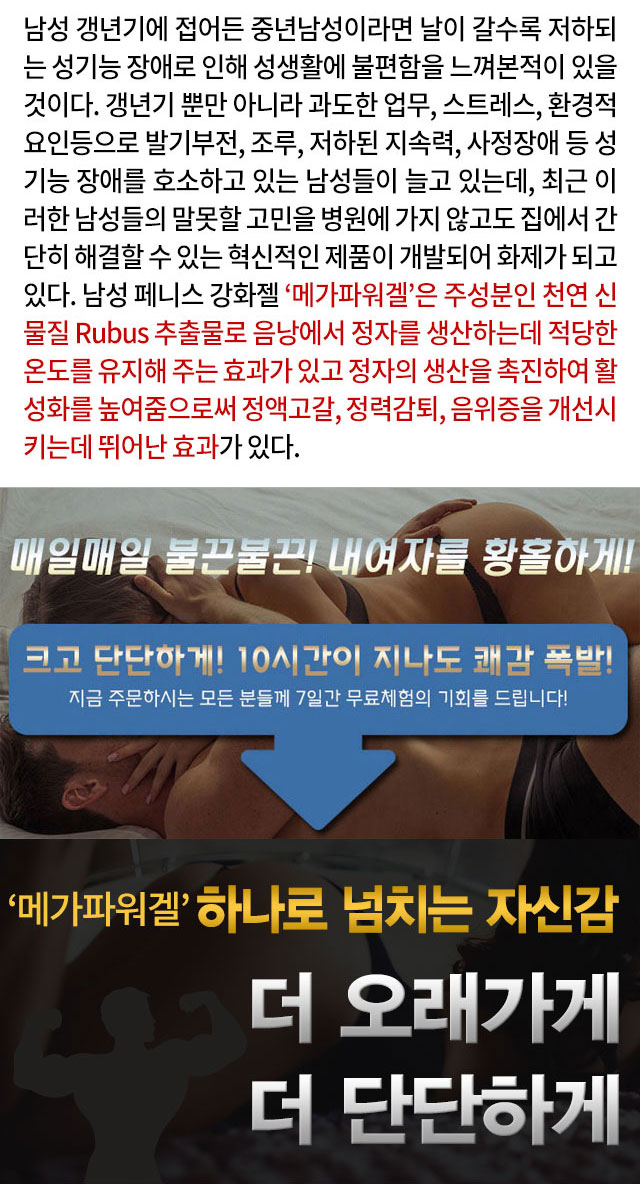 남성 갱년기에 접어든 중년남성이라면 날이 갈수록 저하되
는 성기능 장애로 인해 성생활에 불편함을 느껴본적이 있을
것이다. 갱년기 뿐만 아니라 과도한 업무, 스트레스, 환경적
요인등으로 발기부전, 조루, 저하된 지속력, 사정장애 등 성
기능 장애를 호소하고 있는 남성들이 늘고 있는데, 최근 이
러한 남성들의 말못할 고민을 병원에 가지 않고도 집에서 간
단히 해결할 수 있는 혁신적인 제품이 개발되어 화제가 되고
있다. 남성 페니스 강화젤 ‘메가파워겔’은 주성분인 천연 신
물질 Rubus 추출물로 음낭에서 정자를 생산하는데 적당한
온도를 유지해 주는 효과가 있고 정자의 생산을 촉진하여 활
성화를 높여줌으로써 정액고갈, 정력감퇴, 음위증을 개선시
키는데 뛰어난 효과가 있다.
매일매일 불끈불끈! 내여자를 황홀하게!
크고 단단하게! 10시간이 지나도 쾌감 폭발!
지금 주문하시는 모든 분들께 7일간 무료체험의 기회를 드립니다!
‘메가파워겔’ 하나로 넘치는 자신감
더 오래가게
더 단단하게